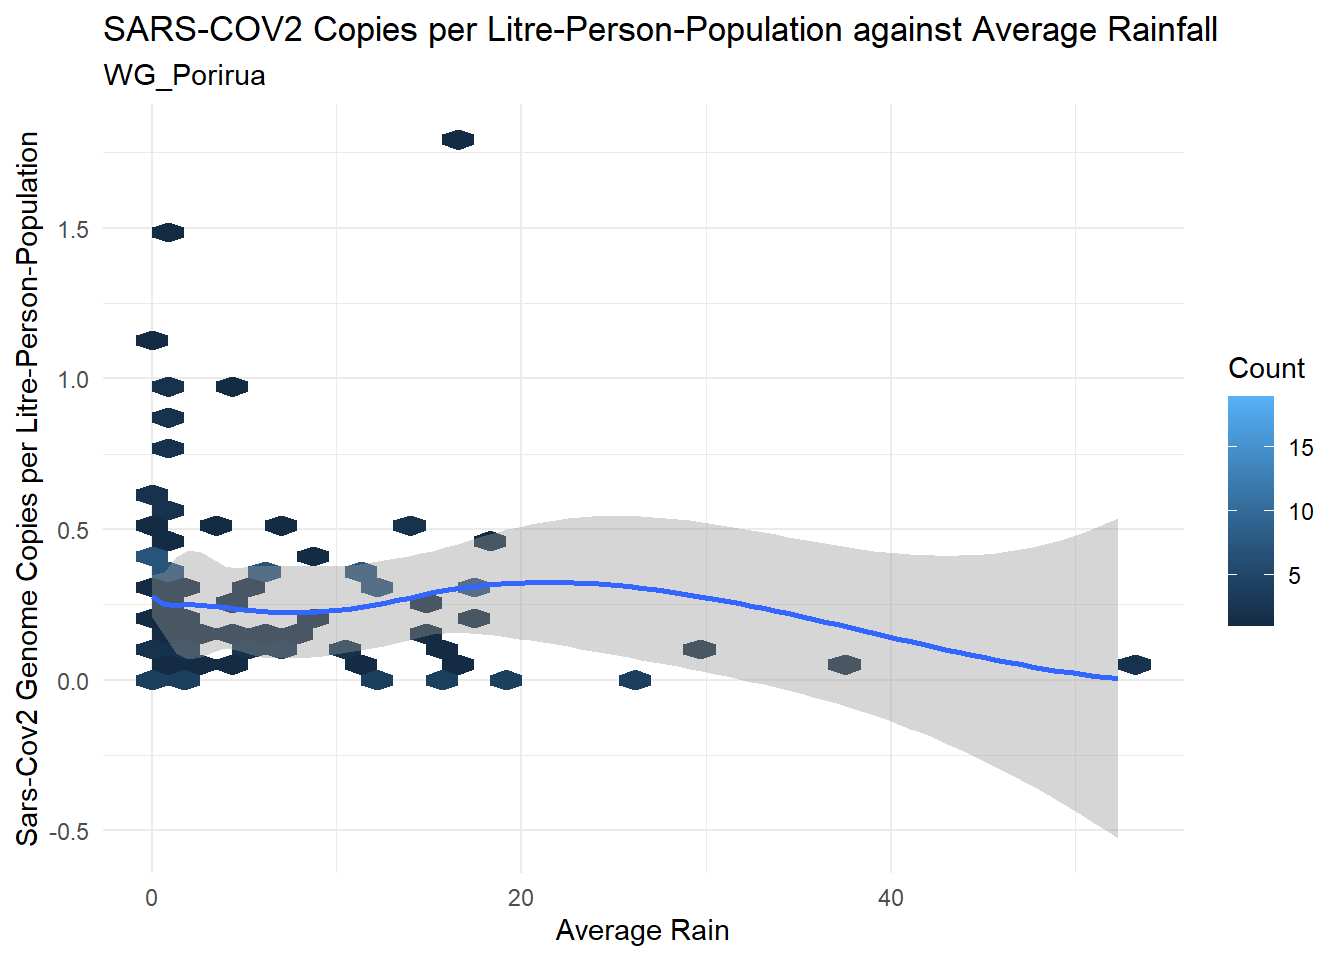 SARS-COV2 Copies per Litre-Person-Population against Average Rainfall
WG_Porirua
Sars-Cov2 Genome Copies per Litre-Person-Population
1.5
1.0
0.5
0.0
-0.5
0
20
40
Average Rain
Count
15
10
5